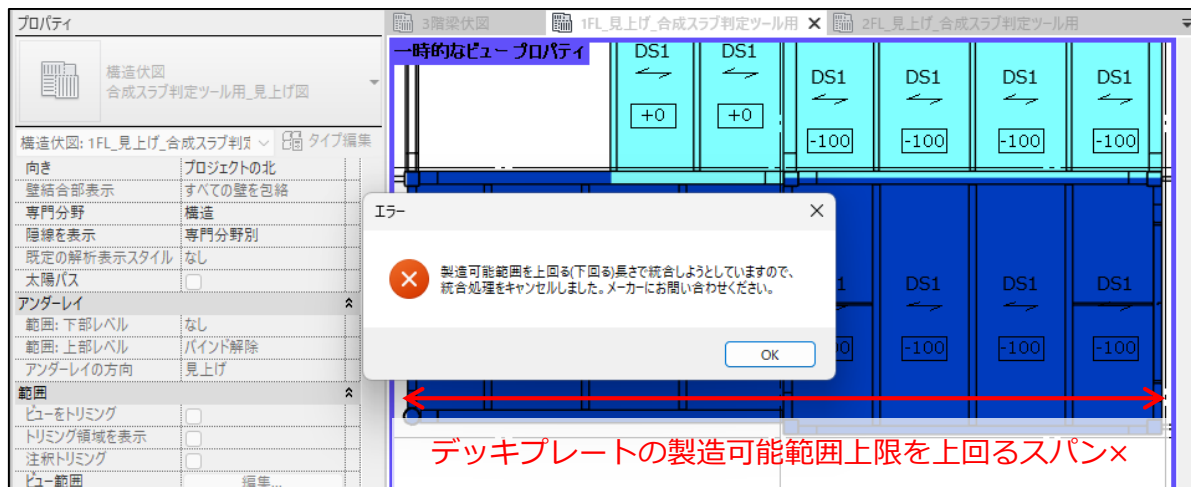 プロパティ
構造伏図
合成スラブ判定ツール用_見上げ図
構造伏図: 1FL_見上げ_合成スラブ判定
タイプ編集
向き プロジェクトの北
壁結合部表示 すべての壁を包絡
専門分野 構造
隠線を表示 専門分野別
既定の解析表示スタイル なし
太陽パス
アンダーレイ
範囲: 下部レベル なし
範囲: 上部レベル バインド解除
アンダーレイの方向 見上げ
範囲
ビューをトリミング
トリミング領域を表示
注釈トリミング
ビュー範囲 編集...
3階梁伏図
1FL_見上げ_合成スラブ判定ツール用
2FL_見上げ_合成スラブ判定ツール用
一時的なビュー プロパティ
DS1 DS1
DS1 DS1 DS1 DS1
+0 +0
-100 -100 -100 -100
エラー
製造可能範囲を上回る(下回る)長さで統合しようとしていますので、
統合処理をキャンセルしました。メーカーにお問い合わせください。
OK
1 DS1 DS1 DS1
0 -100 -100 -100
デッキプレートの製造可能範囲上限を上回るスパン×